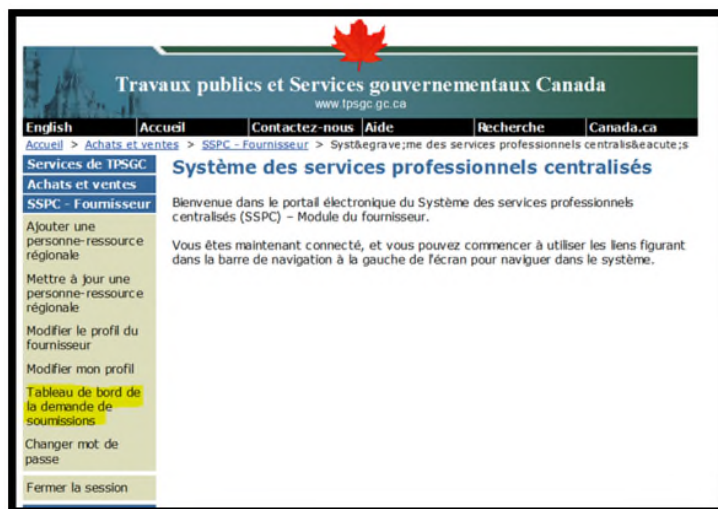 Travaux publics et Services gouvernementaux Canada
www.tpsgc.gc.ca
English Accueil Contactez-nous Aide Recherche Canada.ca
Accueil > Achats et ventes > SSPC - Fournisseur > Syst&egrave;me des services professionnels centralis&eacute;s
Services de TPSGC
Achats et ventes
SSPC - Fournisseur
Ajouter une
personne-ressource
régionale
Mettre à jour une
personne-ressource
régionale
Modifier le profil du
fournisseur
Modifier mon profil
Tableau de bord de
la demande de
soumissions
Changer mot de
passe
Fermer la session
Système des services professionnels centralisés
Bienvenue dans le portail électronique du Système des services professionnels
centralisés (SSPC) – Module du fournisseur.
Vous êtes maintenant connecté, et vous pouvez commencer à utiliser les liens figurant
dans la barre de navigation à la gauche de l'écran pour naviguer dans le système.